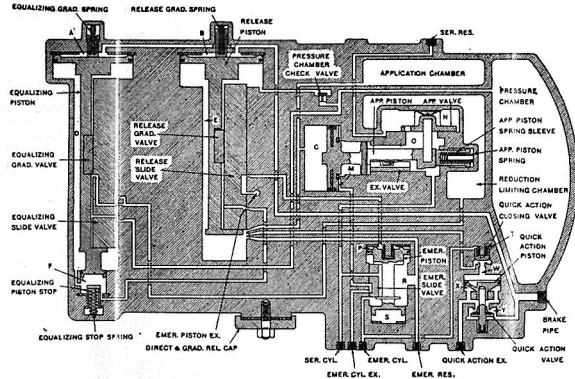 EQUALIZING GRAD. SPRING
RELEASE GRAD. SPRING
RELEASE
PISTON
A
B
SER. RES.
PRESSURE
CHAMBER
CHECK VALVE
APPLICATION CHAMBER
PRESSURE
CHAMBER
EQUALIZING
PISTON
APP. PISTON
APP. VALVE
N
APP. PISTON
SPRING SLEEVE
E
RELEASE
GRAD.
VALVE
C
O
APP. PISTON
SPRING
EQUALIZING
GRAD. VALVE
RELEASE
SLIDE
VALVE
M
EX. VALVE
REDUCTION
LIMITING CHAMBER
QUICK ACTION
CLOSING VALVE
EQUALIZING
SLIDE VALVE
T
QUICK
ACTION
PISTON
P
EMER.
PISTON
W
F
EMER.
SLIDE
VALVE
R
X
EQUALIZING
PISTON STOP
S
Y
BRAKE
PIPE
EQUALIZING STOP SPRING
EMER. PISTON EX.
DIRECT & GRAD. REL. CAP
SER. CYL.
EMER. CYL.
EMER. CYL. EX.
EMER. RES.
QUICK ACTION EX.
QUICK
ACTION VALVE